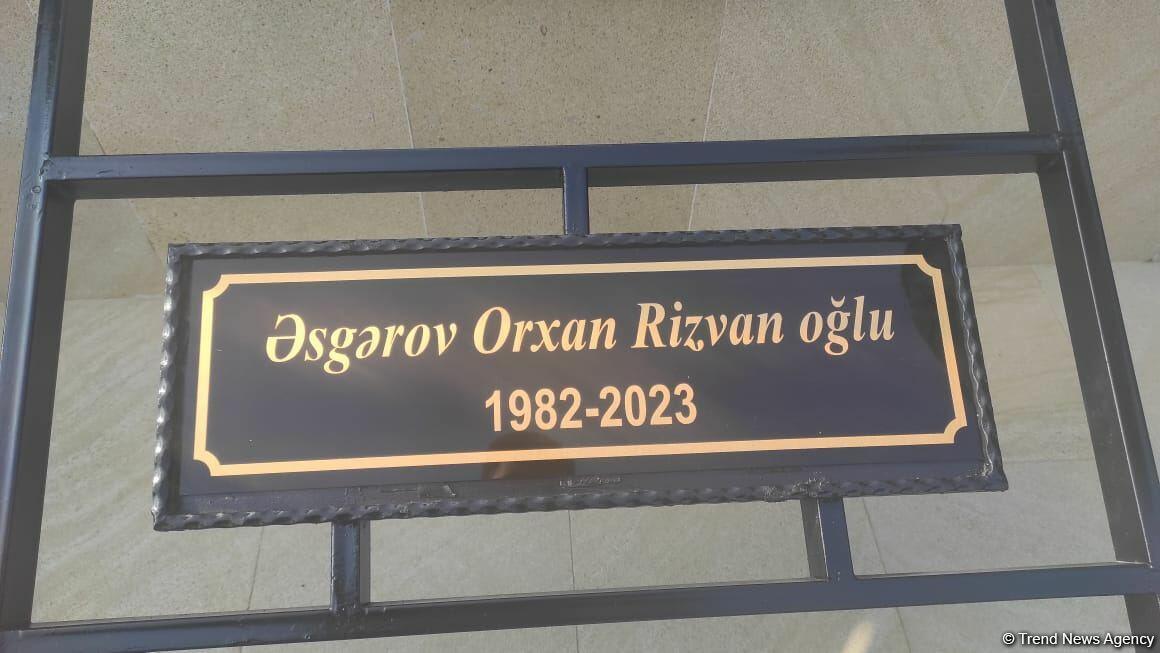 Əsgərov Orxan Rizvan oğlu
1982-2023
© Trend News Agency